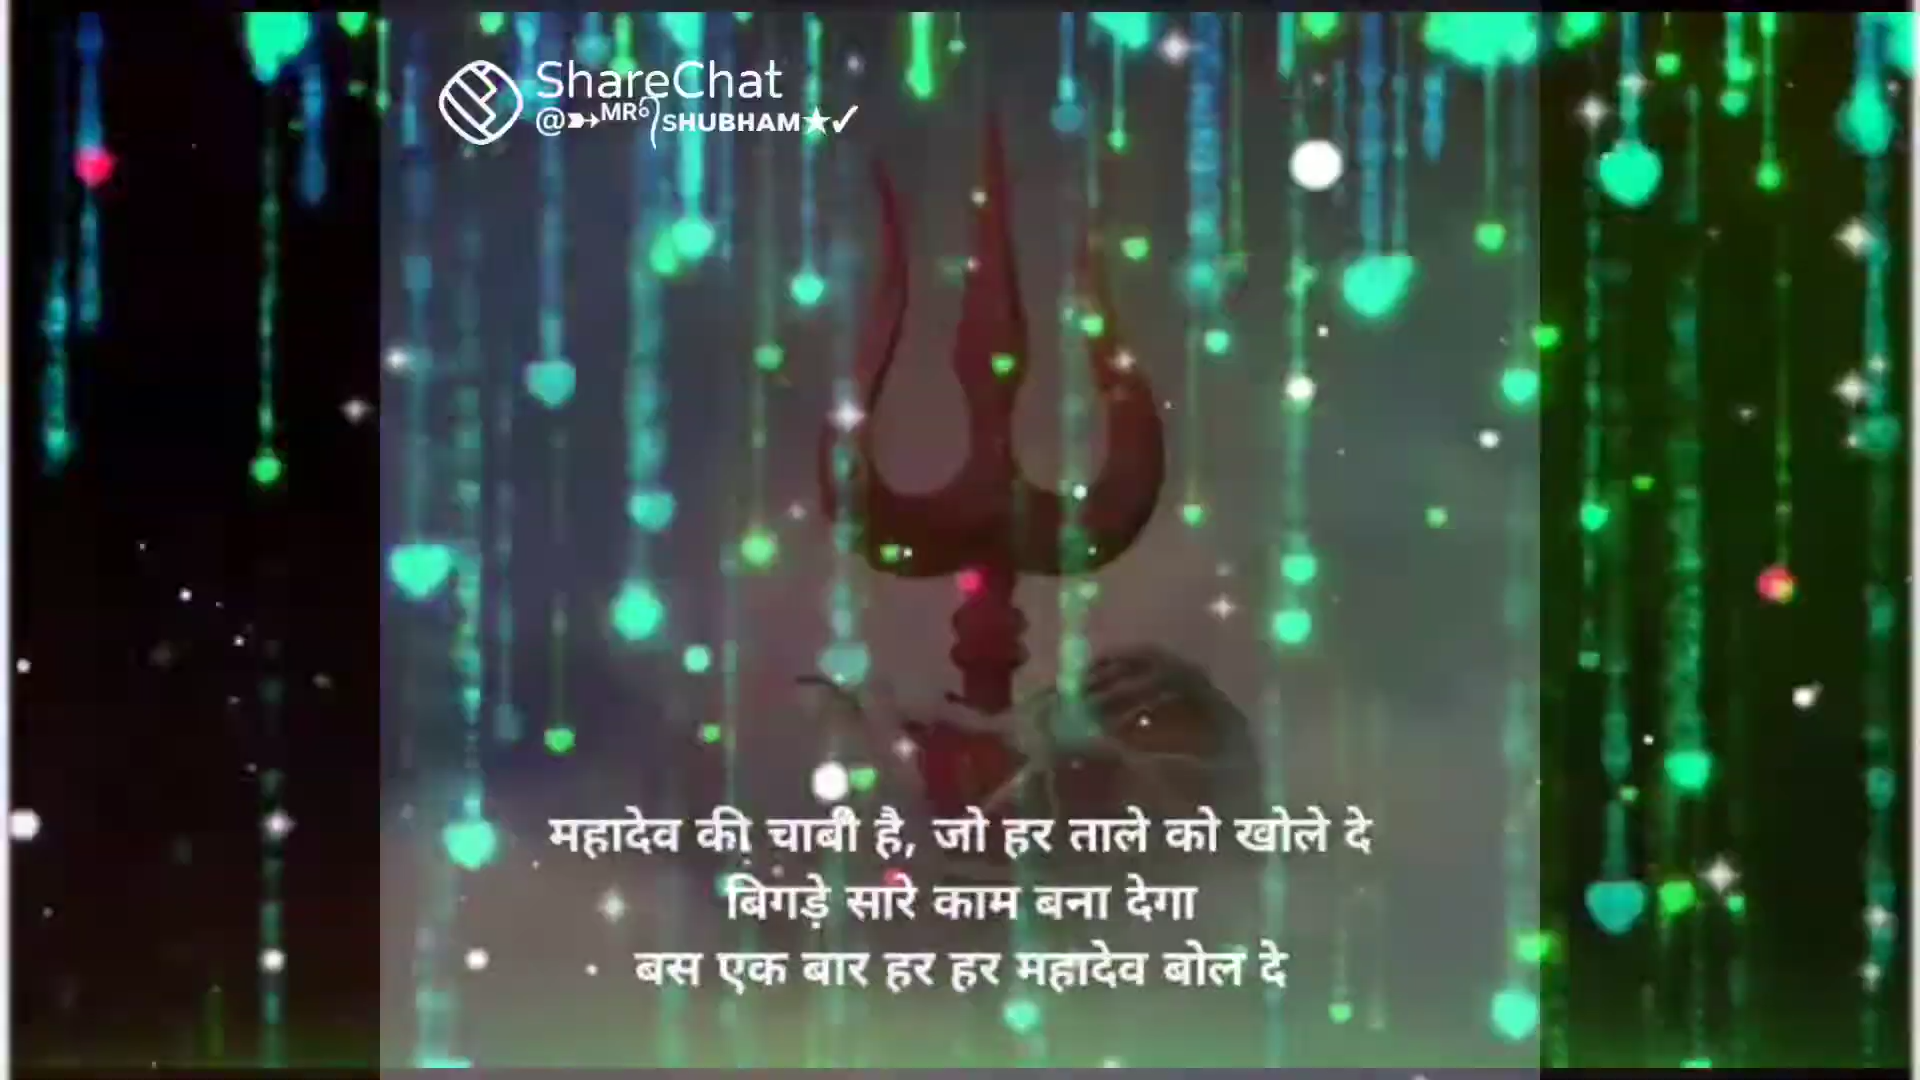 ShareChat
@➸ᴹᴿ᭄SHUBHAM★✓
महादेव की चाबी है, जो हर ताले को खोले दे
बिगड़े सारे काम बना देगा
बस एक बार हर हर महादेव बोल दे